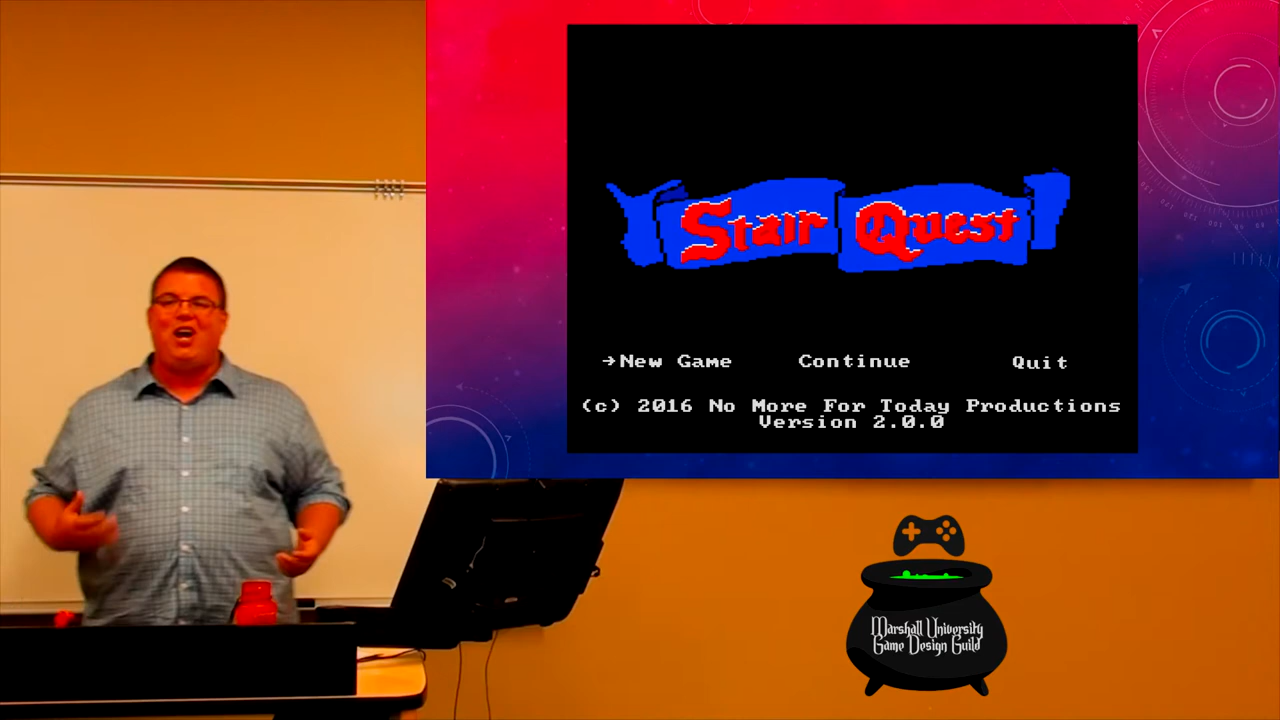 Stair Quest
→New Game Continue Quit
(c) 2016 No More For Today Productions
Version 2.0.0
Marshall University
Game Design Guild